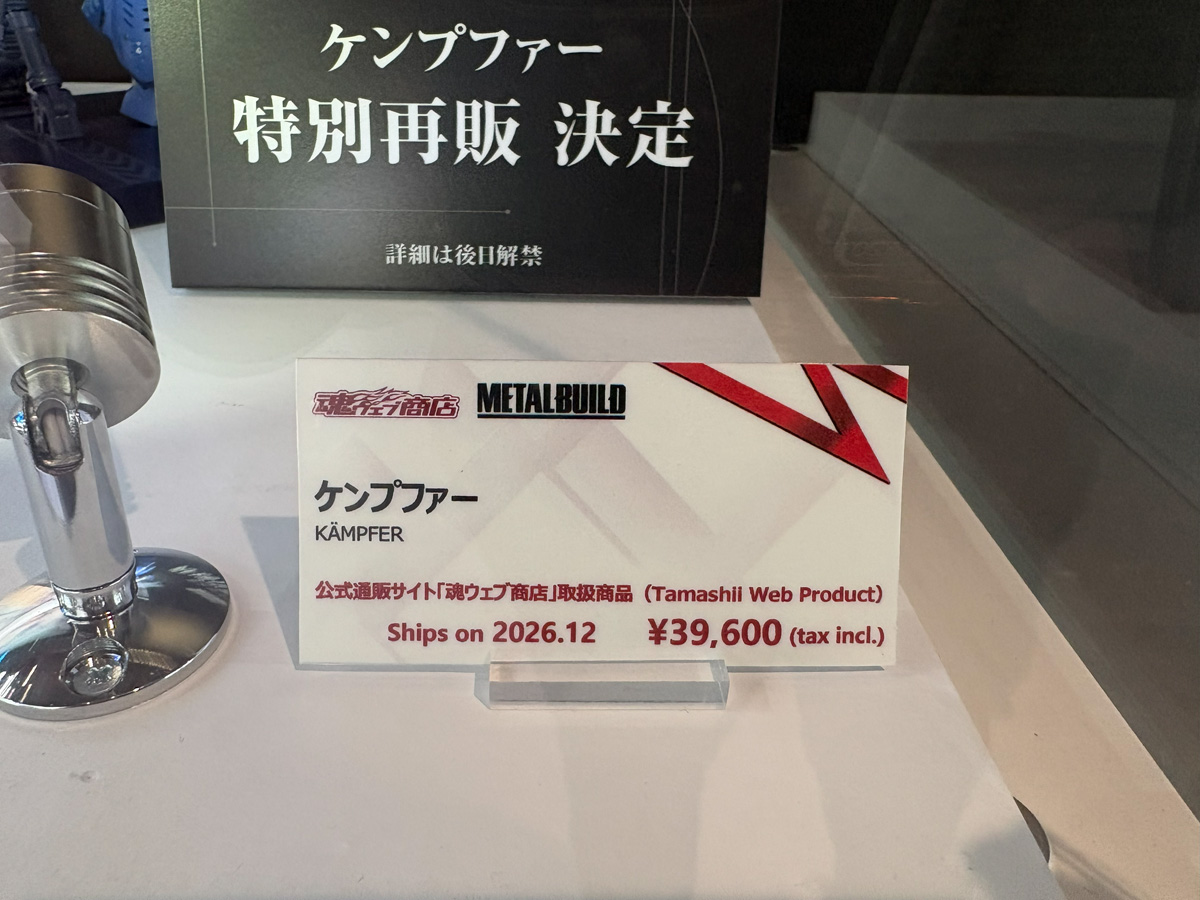 ケンプファー
特別再販 決定
詳細は後日解禁
魂ウェブ商店 METAL BUILD
ケンプファー
KÄMPFER
公式通販サイト「魂ウェブ商店」取扱商品（Tamashii Web Product）
Ships on 2026.12 ¥39,600 (tax incl.)